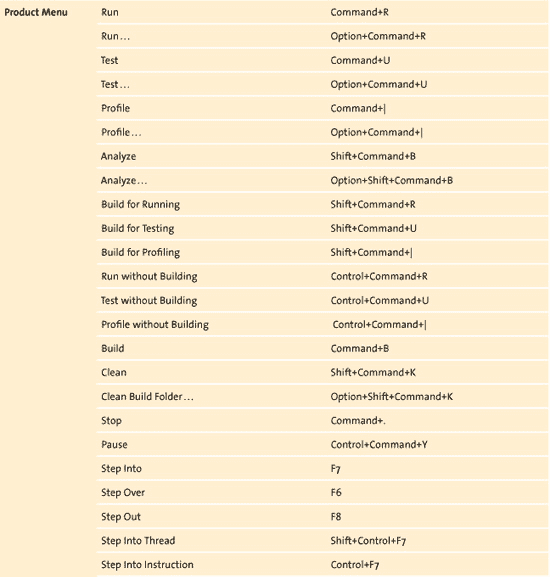 Product Menu Run Command+R
Run... Option+Command+R
Test Command+U
Test... Option+Command+U
Profile Command+|
Profile... Option+Command+|
Analyze Shift+Command+B
Analyze... Option+Shift+Command+B
Build for Running Shift+Command+R
Build for Testing Shift+Command+U
Build for Profiling Shift+Command+|
Run without Building Control+Command+R
Test without Building Control+Command+U
Profile without Building Control+Command+|
Build Command+B
Clean Shift+Command+K
Clean Build Folder... Option+Shift+Command+K
Stop Command+.
Pause Control+Command+Y
Step Into F7
Step Over F6
Step Out F8
Step Into Thread Shift+Control+F7
Step Into Instruction Control+F7